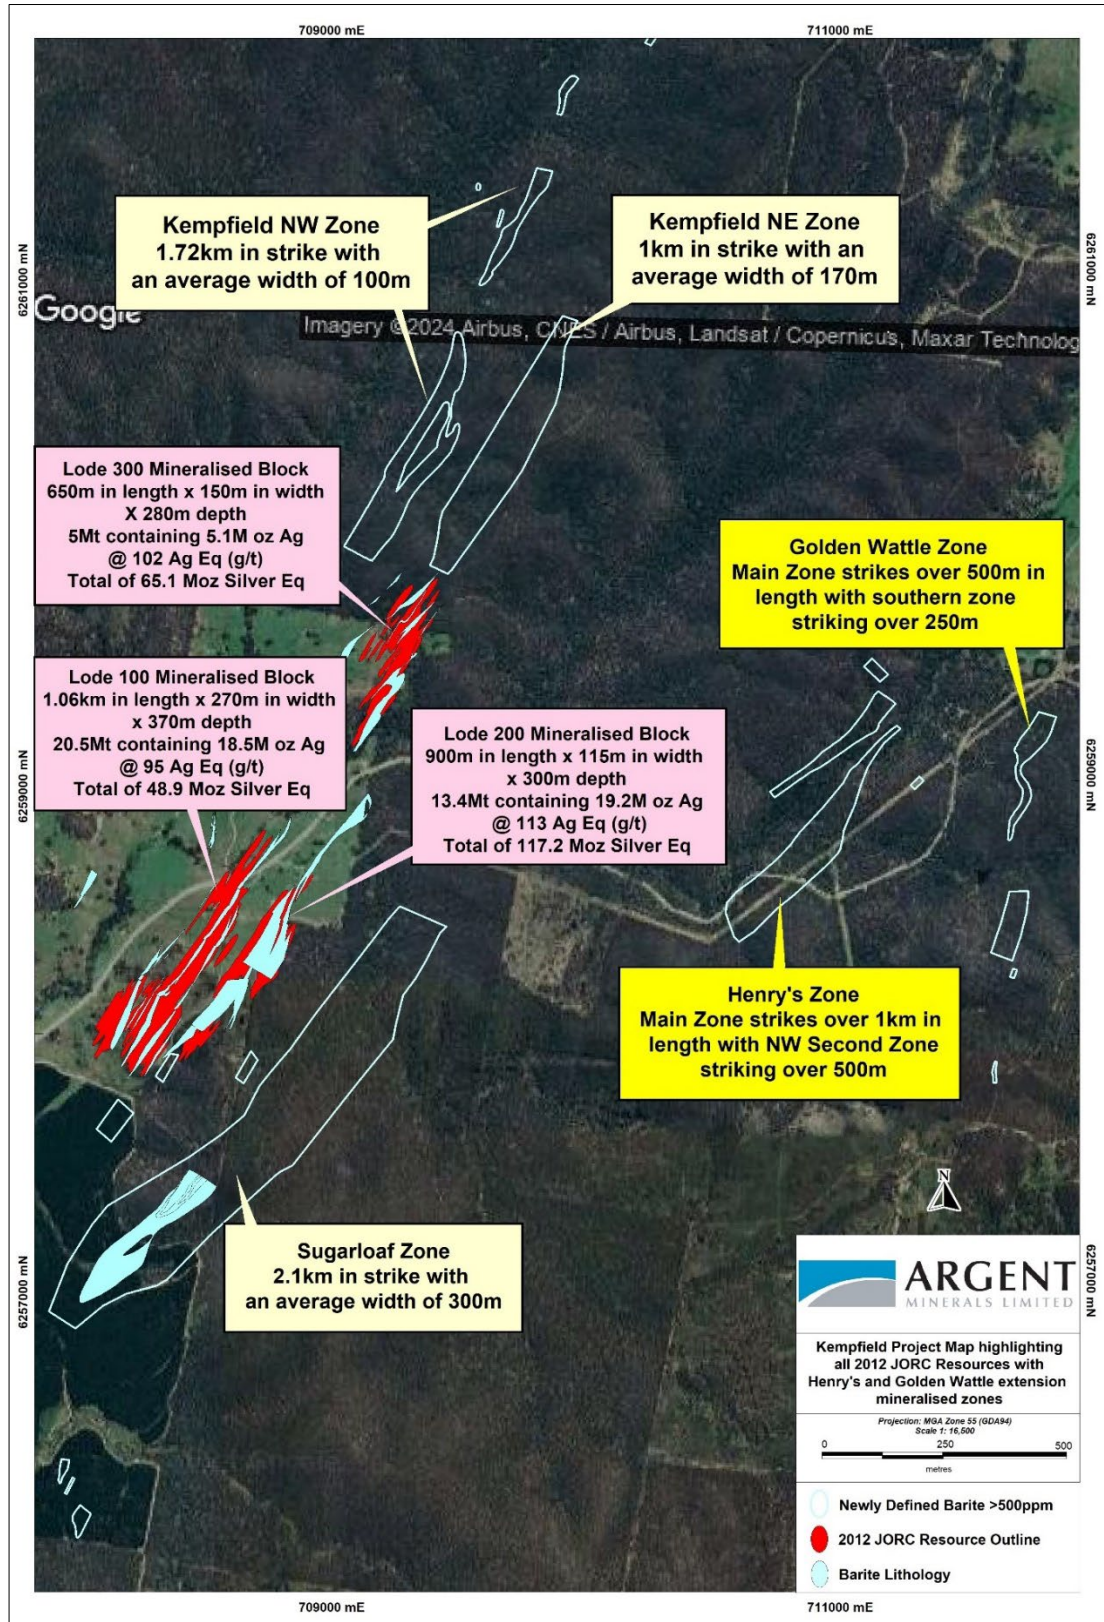 709000 mE
711000 mE
Kempfield NW Zone
1.72km in strike with
an average width of 100m
Kempfield NE Zone
1km in strike with an
average width of 170m
6261000 mN
6261000 mN
Google
Imagery ©2024 Airbus, CNES / Airbus, Landsat / Copernicus, Maxar Technolog
Lode 300 Mineralised Block
650m in length x 150m in width
X 280m depth
5Mt containing 5.1M oz Ag
@ 102 Ag Eq (g/t)
Total of 65.1 Moz Silver Eq
Golden Wattle Zone
Main Zone strikes over 500m in
length with southern zone
striking over 250m
Lode 100 Mineralised Block
1.06km in length x 270m in width
x 370m depth
20.5Mt containing 18.5M oz Ag
@ 95 Ag Eq (g/t)
Total of 48.9 Moz Silver Eq
Lode 200 Mineralised Block
900m in length x 115m in width
x 300m depth
13.4Mt containing 19.2M oz Ag
@ 113 Ag Eq (g/t)
Total of 117.2 Moz Silver Eq
6259000 mN
6259000 mN
Henry's Zone
Main Zone strikes over 1km in
length with NW Second Zone
striking over 500m
N
Sugarloaf Zone
2.1km in strike with
an average width of 300m
6257000 mN
6257000 mN
ARGENT
MINERALS LIMITED
Kempfield Project Map highlighting
all 2012 JORC Resources with
Henry's and Golden Wattle extension
mineralised zones
Projection: MGA Zone 55 (GDA94)
Scale 1: 16,500
0 250 500
metres
Newly Defined Barite >500ppm
2012 JORC Resource Outline
Barite Lithology
709000 mE
711000 mE